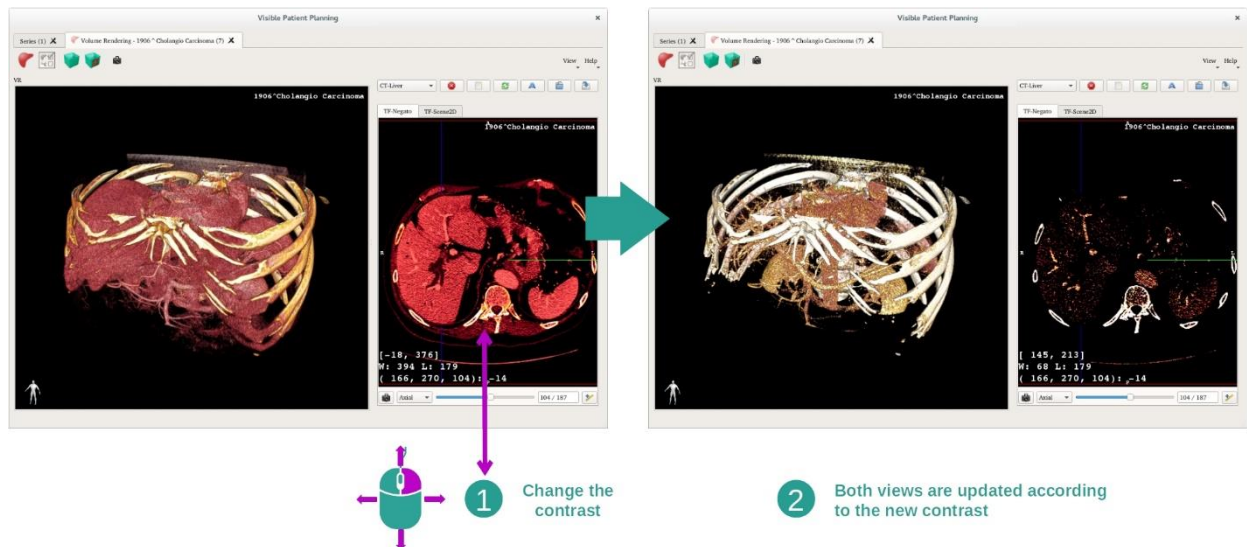 Visible Patient Planning
Series (1)
Volume Rendering - 1906 ^ Cholangio Carcinoma (7)
View Help
VR
1906^Cholangio Carcinoma
CT-Liver
TF-Negato TF-Scene2D
1906^Cholangio Carcinoma
[-18, 376]
W: 394 L: 179
( 166, 270, 104): -14
Axial
104 / 187
Visible Patient Planning
Series (1)
Volume Rendering - 1906 ^ Cholangio Carcinoma (7)
View Help
VR
1906^Cholangio Carcinoma
CT-Liver
TF-Negato TF-Scene2D
1906^Cholangio Carcinoma
[ 145, 213]
W: 68 L: 179
( 166, 270, 104): -14
Axial
104 / 187
1
Change the
contrast
2
Both views are updated according
to the new contrast